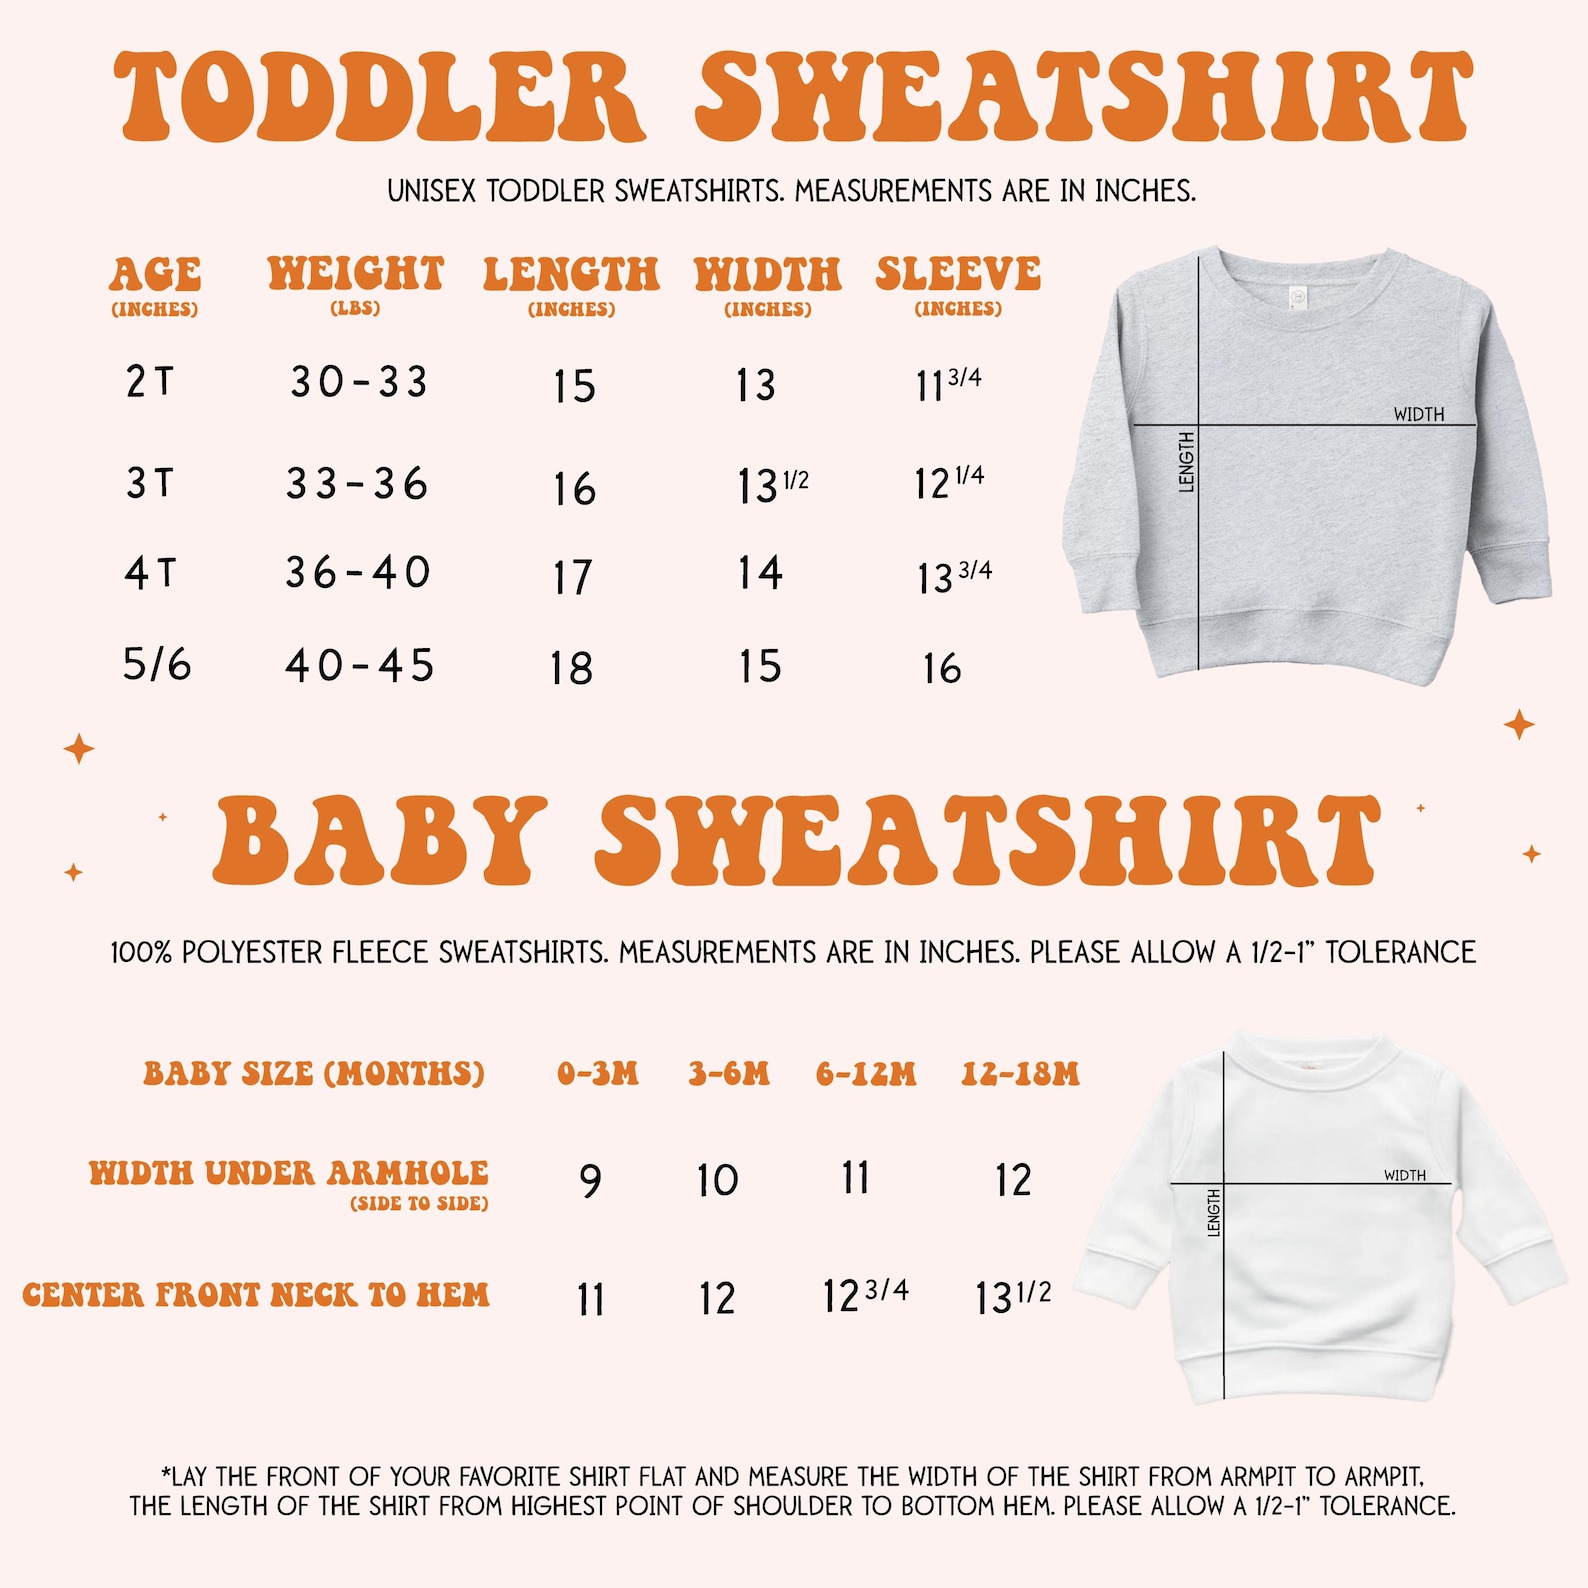 TODDLER SWEATSHIRT
UNISEX TODDLER SWEATSHIRTS. MEASUREMENTS ARE IN INCHES.
AGE WEIGHT LENGTH WIDTH SLEEVE
(INCHES) (LBS) (INCHES) (INCHES) (INCHES)
2T 30-33 15 13 11 3/4
3T 33-36 16 13 1/2 12 1/4
4T 36-40 17 14 13 3/4
5/6 40-45 18 15 16
WIDTH
LENGTH
BABY SWEATSHIRT
100% POLYESTER FLEECE SWEATSHIRTS. MEASUREMENTS ARE IN INCHES. PLEASE ALLOW A 1/2-1" TOLERANCE
BABY SIZE (MONTHS) 0-3M 3-6M 6-12M 12-18M
WIDTH UNDER ARMHOLE 9 10 11 12
(SIDE TO SIDE)
CENTER FRONT NECK TO HEM 11 12 12 3/4 13 1/2
WIDTH
LENGTH
*LAY THE FRONT OF YOUR FAVORITE SHIRT FLAT AND MEASURE THE WIDTH OF THE SHIRT FROM ARMPIT TO ARMPIT,
THE LENGTH OF THE SHIRT FROM HIGHEST POINT OF SHOULDER TO BOTTOM HEM. PLEASE ALLOW A 1/2-1" TOLERANCE.